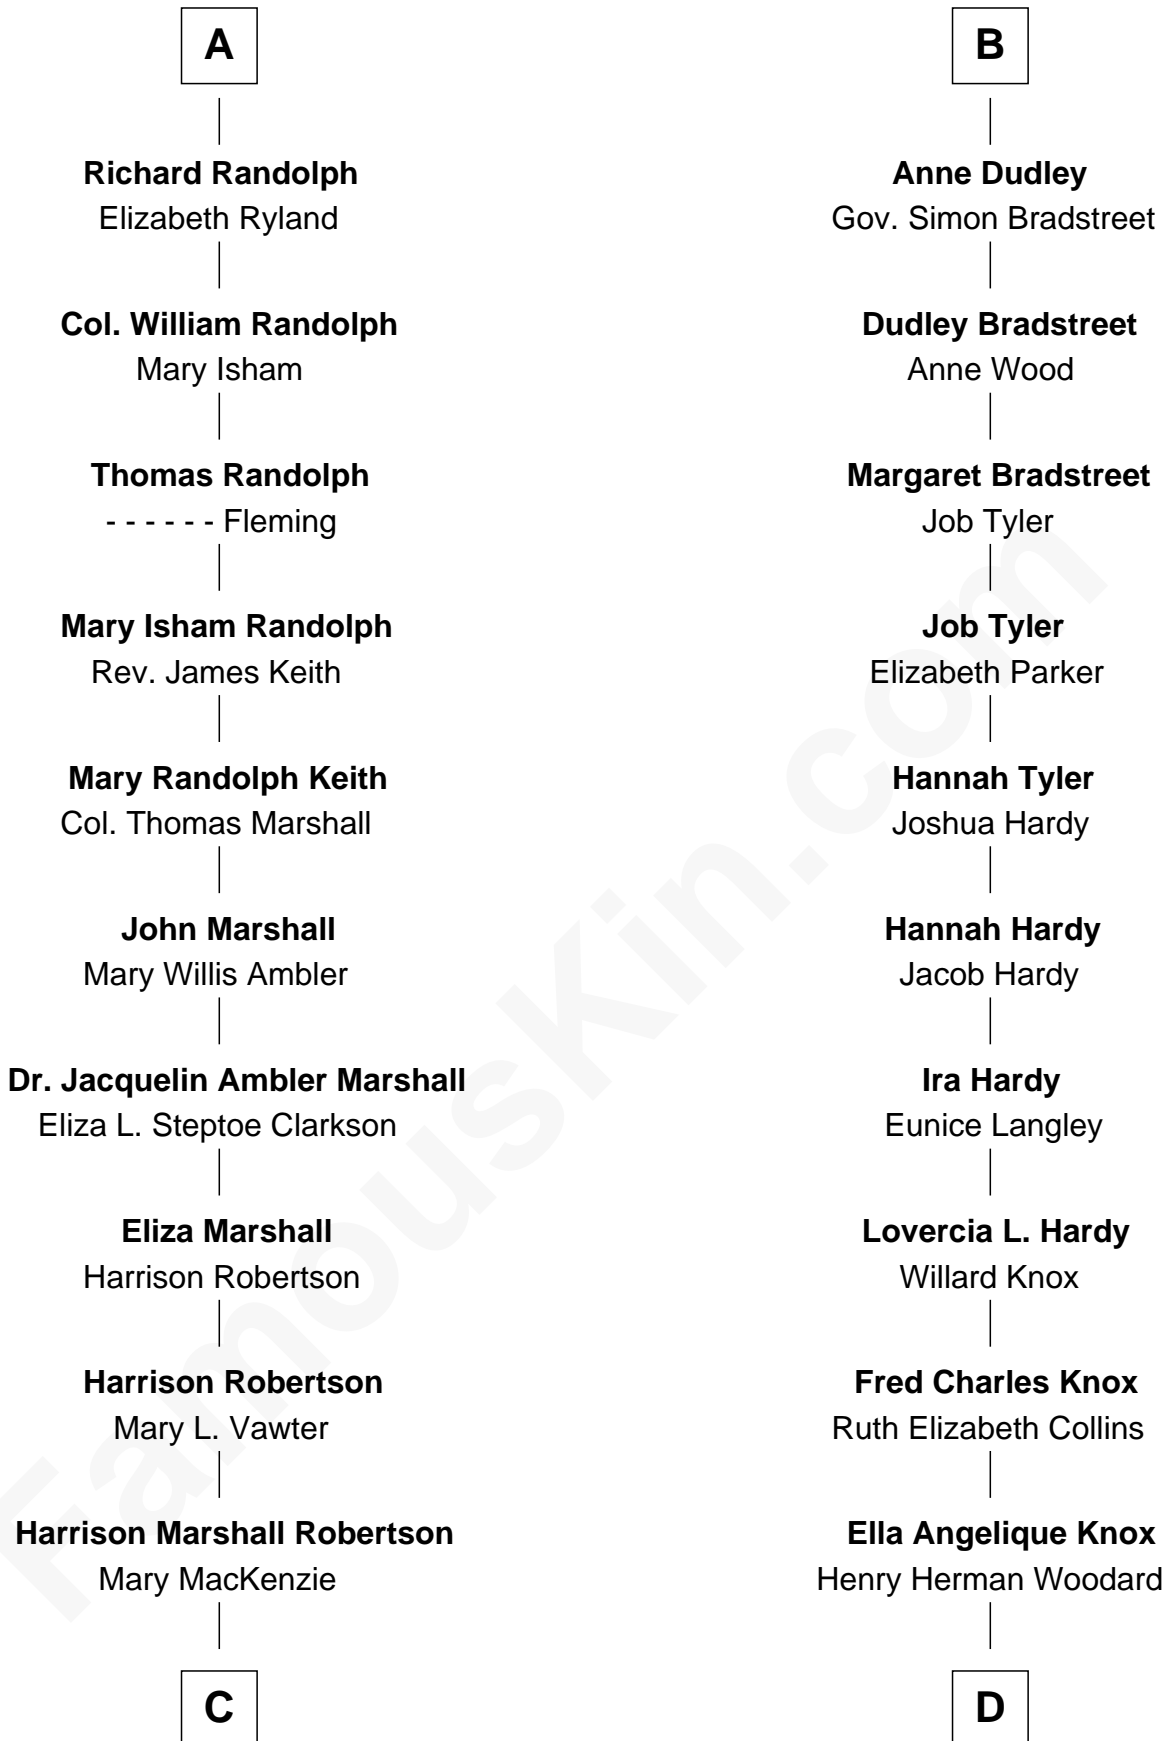 A
Richard Randolph
Elizabeth Ryland
Col. William Randolph
Mary Isham
Thomas Randolph
- - - - - - Fleming
Mary Isham Randolph
Rev. James Keith
Mary Randolph Keith
Col. Thomas Marshall
John Marshall
Mary Willis Ambler
Dr. Jacquelin Ambler Marshall
Eliza L. Steptoe Clarkson
Eliza Marshall
Harrison Robertson
Harrison Robertson
Mary L. Vawter
Harrison Marshall Robertson
Mary MacKenzie
C
B
Anne Dudley
Gov. Simon Bradstreet
Dudley Bradstreet
Anne Wood
Margaret Bradstreet
Job Tyler
Job Tyler
Elizabeth Parker
Hannah Tyler
Joshua Hardy
Hannah Hardy
Jacob Hardy
Ira Hardy
Eunice Langley
Lovercia L. Hardy
Willard Knox
Fred Charles Knox
Ruth Elizabeth Collins
Ella Angelique Knox
Henry Herman Woodard
D
FamousKin.com